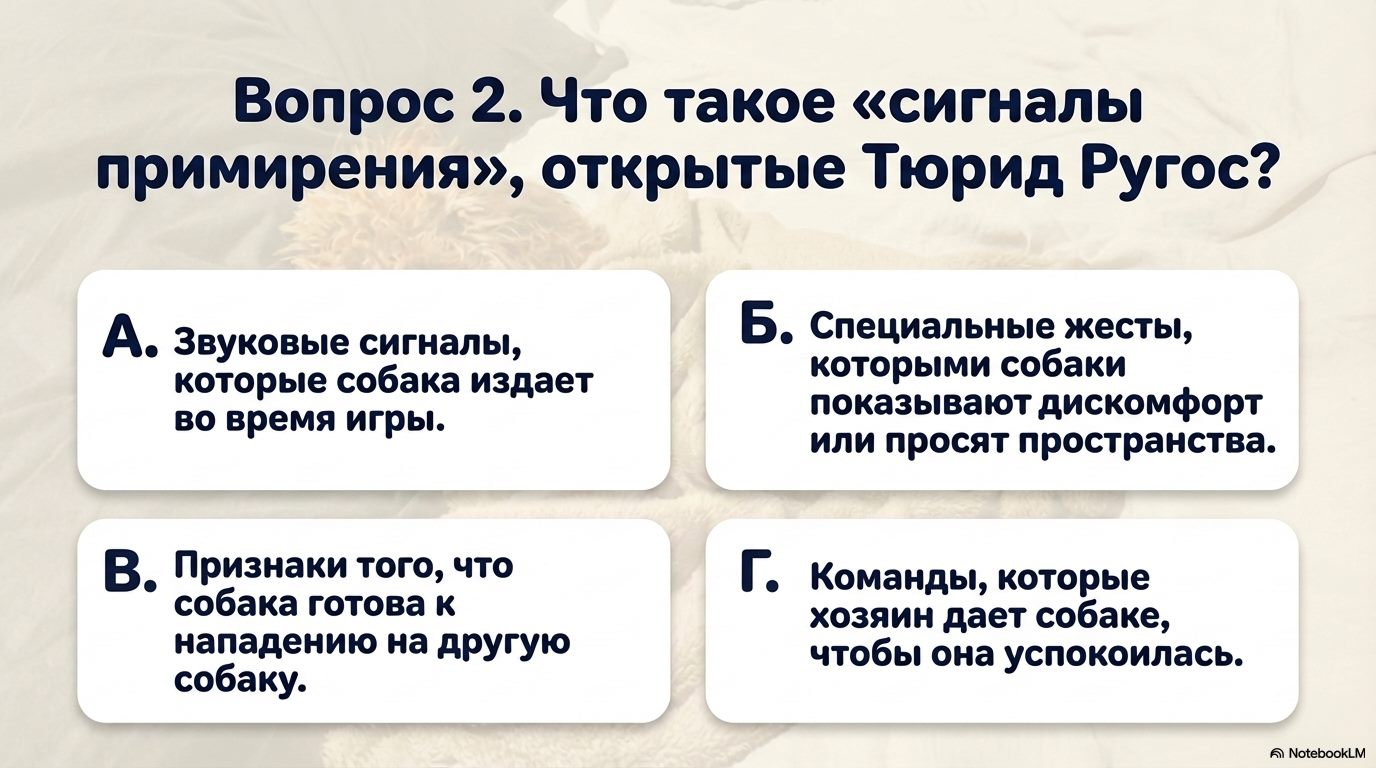 Вопрос 2. Что такое «сигналы
примирения», открытые Тюрид Ругос?
А. Звуковые сигналы,
которые собака издает
во время игры.
Б. Специальные жесты,
которыми собаки
показывают дискомфорт
или просят пространства.
В. Признаки того, что
собака готова к
нападению на другую
собаку.
Г. Команды, которые
хозяин дает собаке,
чтобы она успокоилась.
NotebookLM